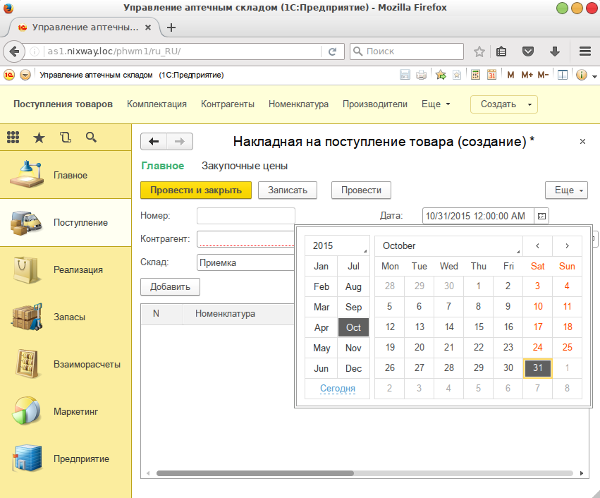 Управление аптечным складом (1С:Предприятие) - Mozilla Firefox
Управление аптечны...
as1.nixway.loc/phwm1/ru_RU/
Поиск
Управление аптечным складом (1С:Предприятие)
M M+ M-
Поступления товаров Комплектация Контрагенты Номенклатура Производители Еще Создать
Накладная на поступление товара (создание) *
Главное Закупочные цены
Провести и закрыть Записать Провести Еще
Номер: Дата: 10/31/2015 12:00:00 AM
Контрагент:
Склад: Приемка
Добавить
N Номенклатура
Главное
Поступление
Реализация
Запасы
Взаиморасчеты
Маркетинг
Предприятие
2015 October
Jan Jul Mon Tue Wed Thu Fri Sat Sun
Feb Aug 28 29 30 1 2 3 4
Mar Sep 5 6 7 8 9 10 11
Apr Oct 12 13 14 15 16 17 18
May Nov 19 20 21 22 23 24 25
Jun Dec 26 27 28 29 30 31 1
Сегодня 2 3 4 5 6 7 8